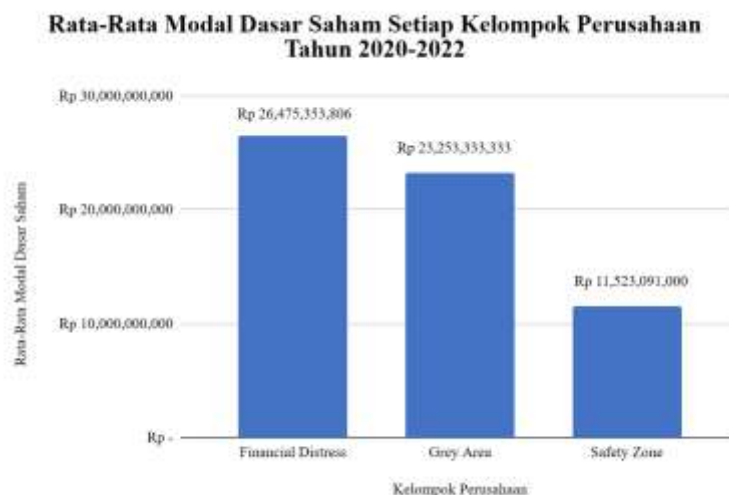 Rata-Rata Modal Dasar Saham Setiap Kelompok Perusahaan
Tahun 2020-2022
Rp 30,000,000,000
Rp 26,475,353,806
Rp 23,253,333,333
Rp 20,000,000,000
Rp 11,523,091,000
Rp 10,000,000,000
Rp -
Rata-Rata Modal Dasar Saham
Financial Distress
Grey Area
Safety Zone
Kelompok Perusahaan